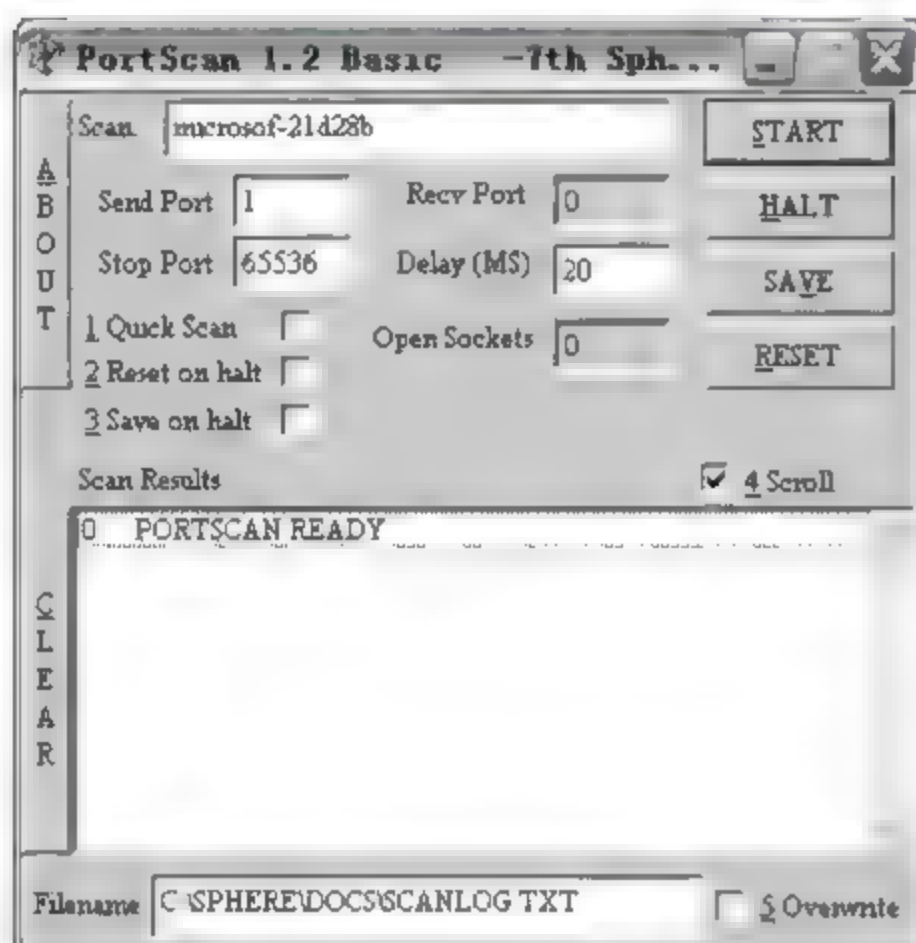 PortScan 1.2 Basic -7th Sph...
Scan microsof-21d28b
START
Send Port 1 Recv Port 0
HALT
Stop Port 65536 Delay (MS) 20
SAVE
1 Quick Scan
Open Sockets 0
RESET
2 Reset on halt
3 Save on halt
ABOUT
Scan Results
4 Scroll
0 PORTSCAN READY
CLEAR
Filename C:\SPHERE\DOCS\SCANLOG.TXT
5 Overwrite